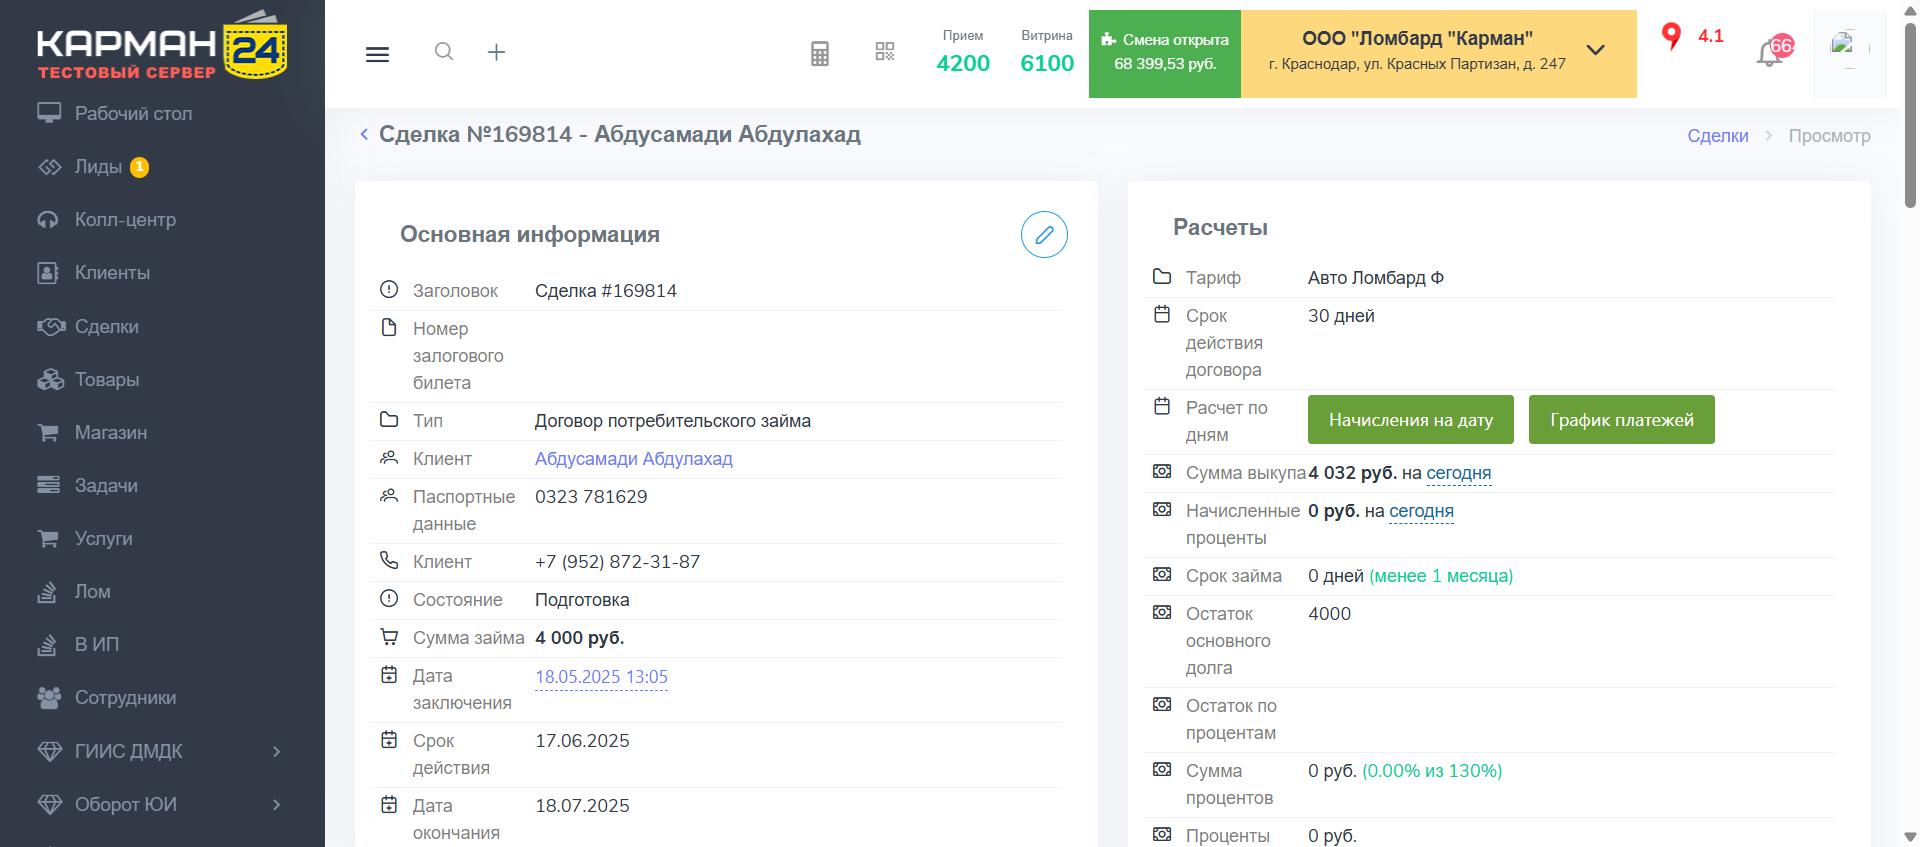 КАРМАН 24
ТЕСТОВЫЙ СЕРВЕР
Рабочий стол
Лиды 1
Колл-центр
Клиенты
Сделки
Товары
Магазин
Задачи
Услуги
Лом
В ИП
Сотрудники
ГИИС ДМДК
Оборот ЮИ
Прием
4200
Витрина
6100
Смена открыта
68 399,53 руб.
ООО "Ломбард "Карман"
г. Краснодар, ул. Красных Партизан, д. 247
4.1
Сделка №169814 - Абдусамади Абдулахад
Сделки > Просмотр
Основная информация
Заголовок Сделка #169814
Номер
залогового
билета
Тип Договор потребительского займа
Клиент Абдусамади Абдулахад
Паспортные 0323 781629
данные
Клиент +7 (952) 872-31-87
Состояние Подготовка
Сумма займа 4 000 руб.
Дата 18.05.2025 13:05
заключения
Срок 17.06.2025
действия
Дата 18.07.2025
окончания
Расчеты
Тариф Авто Ломбард Ф
Срок 30 дней
действия
договора
Расчет по Начисления на дату График платежей
дням
Сумма выкупа 4 032 руб. на сегодня
Начисленные 0 руб. на сегодня
проценты
Срок займа 0 дней (менее 1 месяца)
Остаток 4000
основного
долга
Остаток по
процентам
Сумма 0 руб. (0.00% из 130%)
процентов
Проценты 0 руб.